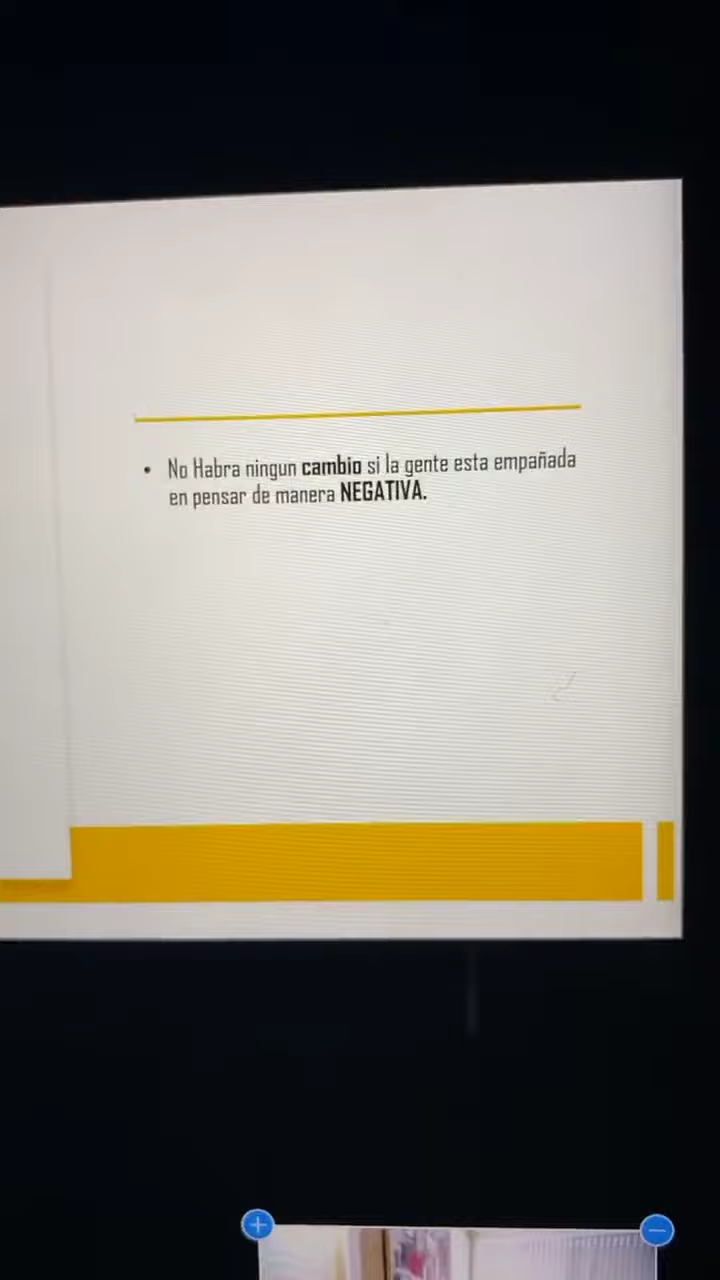 • No Habra ningun cambio si la gente esta empañada
en pensar de manera NEGATIVA.